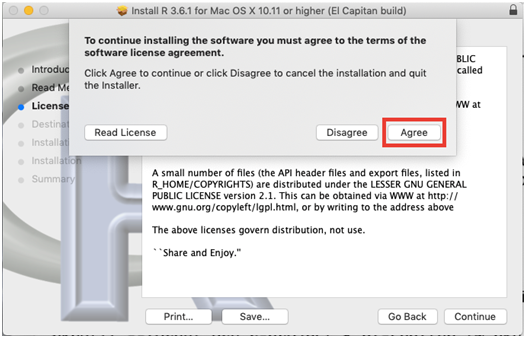 Install R 3.6.1 for Mac OS X 10.11 or higher (El Capitan build)
To continue installing the software you must agree to the terms of the
software license agreement.
Click Agree to continue or click Disagree to cancel the installation and quit
the Installer.
Read License
Disagree
Agree
Introduc
Read Me
License
Destinat
Installat
Installation
Summary
BLIC
called
WW at
A small number of files (the API header files and export files, listed in
R_HOME/COPYRIGHTS) are distributed under the LESSER GNU GENERAL
PUBLIC LICENSE version 2.1. This can be obtained via WWW at http://
www.gnu.org/copyleft/lgpl.html, or by writing to the address above
The above licenses govern distribution, not use.
``Share and Enjoy."
Print...
Save...
Go Back
Continue